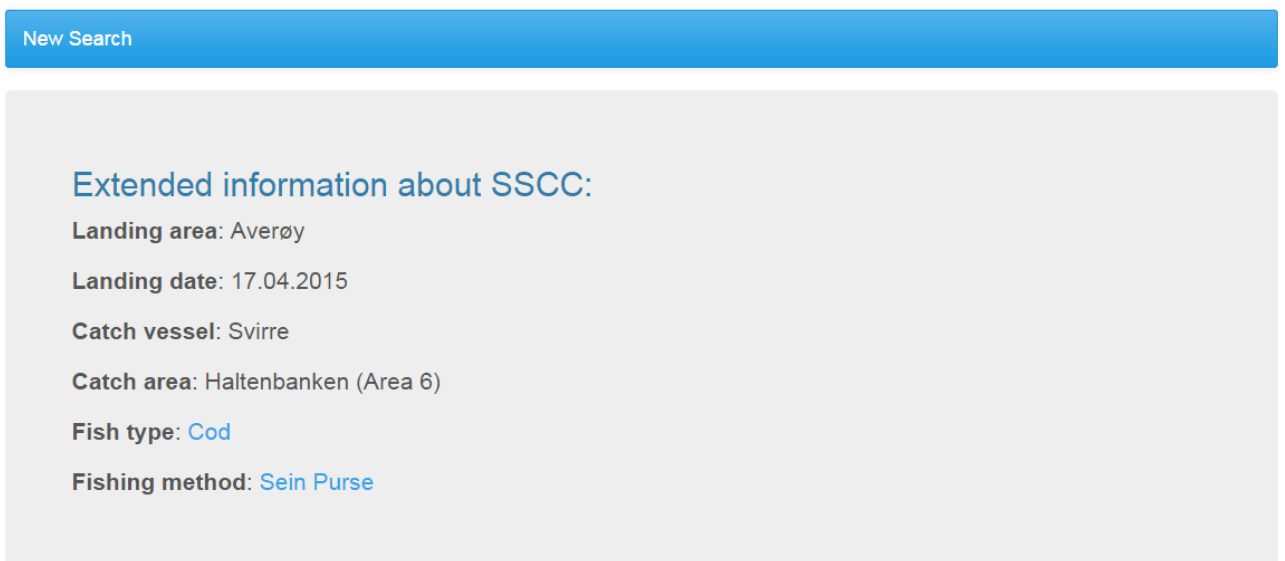 New Search
Extended information about SSCC:
Landing area: Averøy
Landing date: 17.04.2015
Catch vessel: Svirre
Catch area: Haltenbanken (Area 6)
Fish type: Cod
Fishing method: Sein Purse